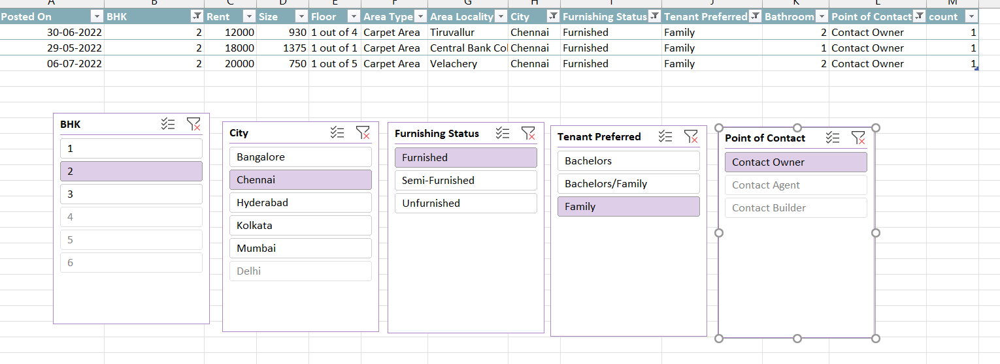 A B C D E F G H I J K L M
Posted On BHK Rent Size Floor Area Type Area Locality City Furnishing Status Tenant Preferred Bathroom Point of Contact count
30-06-2022 2 12000 930 1 out of 4 Carpet Area Tiruvallur Chennai Furnished Family 2 Contact Owner 1
29-05-2022 2 18000 1375 1 out of 1 Carpet Area Central Bank Col Chennai Furnished Family 1 Contact Owner 1
06-07-2022 2 20000 750 1 out of 5 Carpet Area Velachery Chennai Furnished Family 2 Contact Owner 1
BHK
1
2
3
4
5
6
City
Bangalore
Chennai
Hyderabad
Kolkata
Mumbai
Delhi
Furnishing Status
Furnished
Semi-Furnished
Unfurnished
Tenant Preferred
Bachelors
Bachelors/Family
Family
Point of Contact
Contact Owner
Contact Agent
Contact Builder